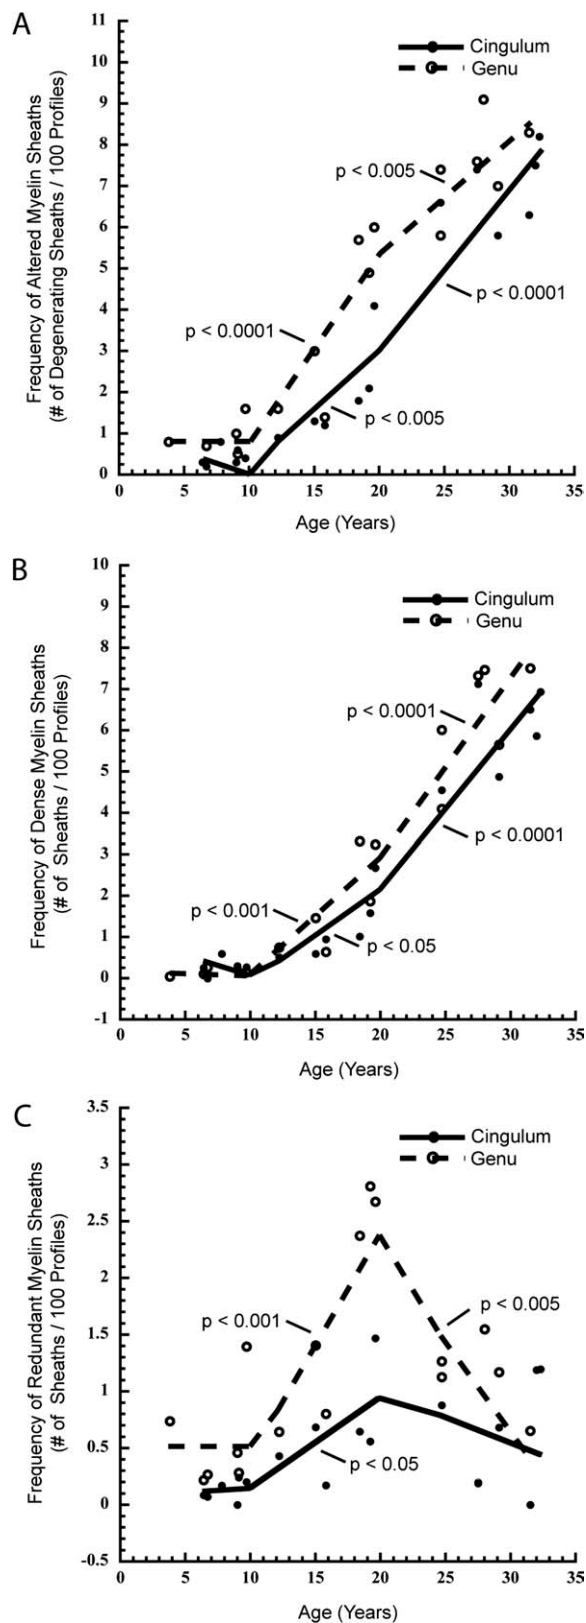 A
Frequency of Altered Myelin Sheaths
(# of Degenerating Sheaths / 100 Profiles)
11
10
9
8
7
6
5
4
3
2
1
0
Cingulum
Genu
p < 0.005
p < 0.0001
p < 0.0001
p < 0.005
0 5 10 15 20 25 30 35
Age (Years)
B
Frequency of Dense Myelin Sheaths
(# of Sheaths / 100 Profiles)
10
9
8
7
6
5
4
3
2
1
0
-1
Cingulum
Genu
p < 0.0001
p < 0.0001
p < 0.001
p < 0.05
0 5 10 15 20 25 30 35
Age (Years)
C
Frequency of Redundant Myelin Sheaths
(# of Sheaths / 100 Profiles)
3.5
3
2.5
2
1.5
1
0.5
0
-0.5
Cingulum
Genu
p < 0.001
p < 0.005
p < 0.05
0 5 10 15 20 25 30 35
Age (Years)